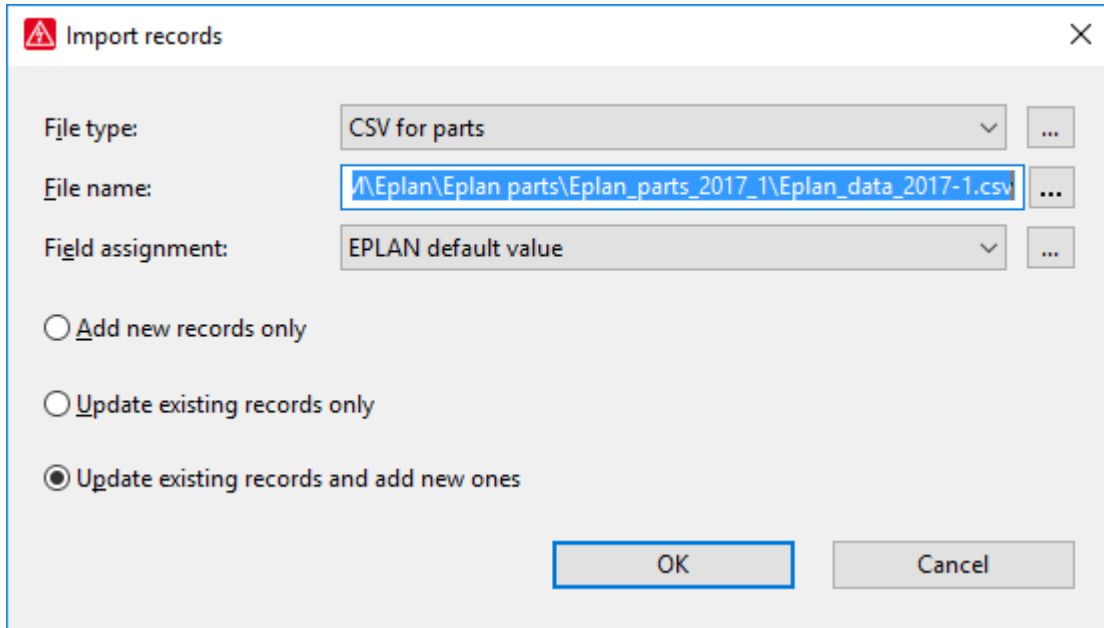 Import records
File type: CSV for parts ...
File name: \Eplan\Eplan parts\Eplan_parts_2017_1\Eplan_data_2017-1.csv ...
Field assignment: EPLAN default value ...
Add new records only
Update existing records only
Update existing records and add new ones
OK Cancel